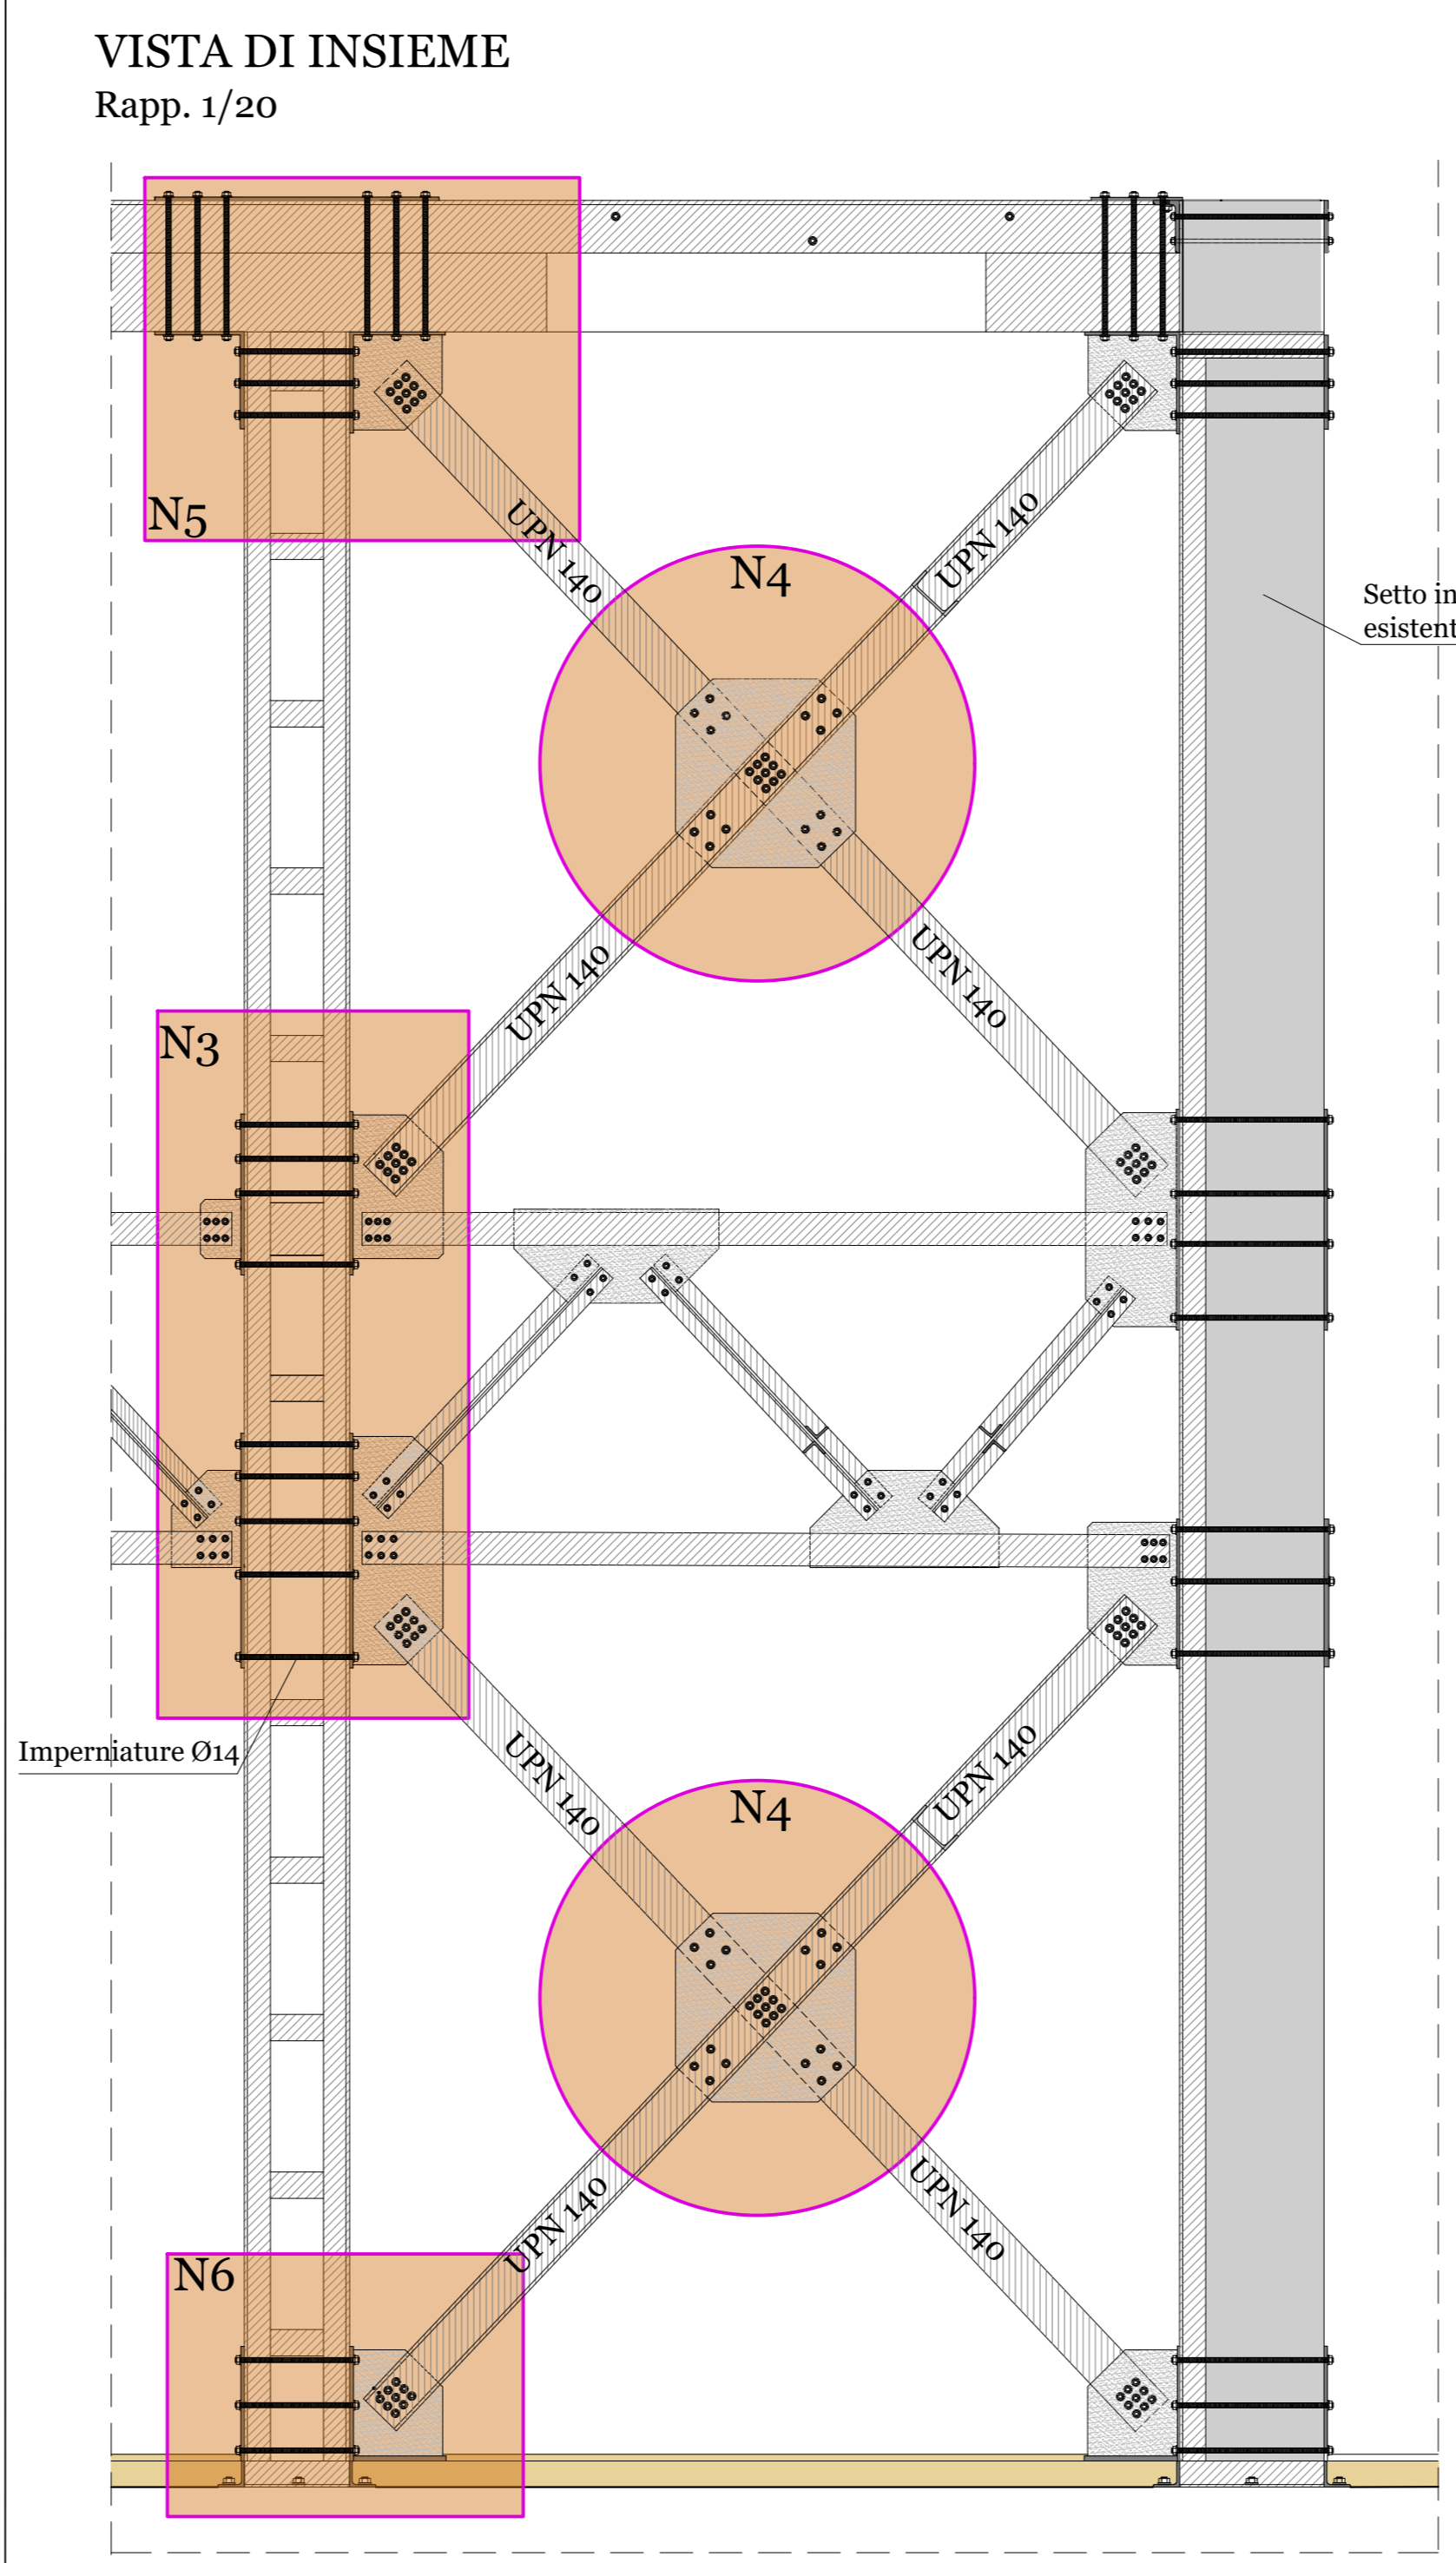 VISTA DI INSIEME
Rapp. 1/20
N5
UPN 140
UPN 140
N4
Setto in
esistent
UPN 140
UPN 140
N3
Imperniature Ø14
UPN 140
UPN 140
N4
UPN 140
UPN 140
N6